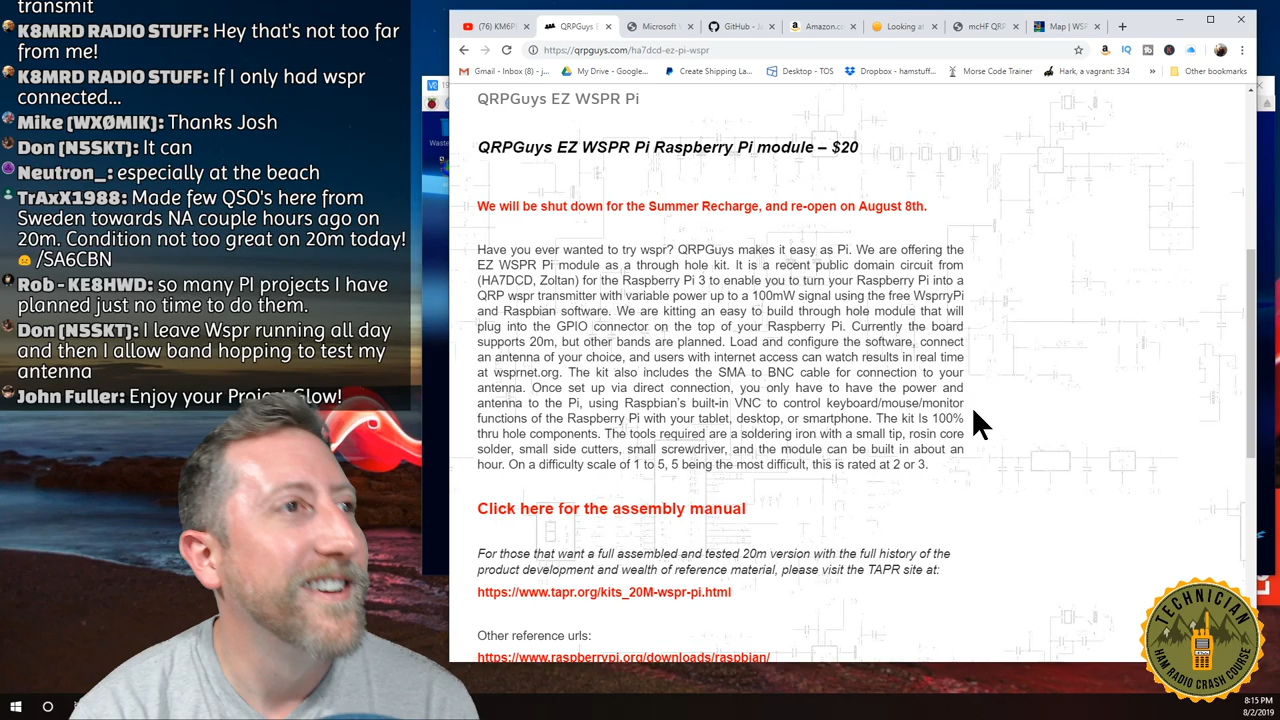 transmit
K8MRD RADIO STUFF: Hey that's not too far
from me!
K8MRD RADIO STUFF: If I only had wspr
connected...
Mike (WXØMIK): Thanks Josh
Don (N5SKT): It can
Neutron_: especially at the beach
TrAxX1988: Made few QSO's here from
Sweden towards NA couple hours ago on
20m. Condition not too great on 20m today!
/SA6CBN
Rob - KE8HWD: so many PI projects I have
planned just no time to do them.
Don (N5SKT): I leave Wspr running all day
and then I allow band hopping to test my
antenna
John Fuller: Enjoy your Project Glow!
(76) KM6PI
QRPGuys E
Microsoft W
GitHub - J
Amazon.co
Looking at
mcHF QRP
Map | WSP
https://qrpguys.com/ha7dcd-ez-pi-wspr
Gmail - Inbox (8) - j...
My Drive - Google...
Create Shipping La...
Desktop - TOS
Dropbox - hamstuff...
Morse Code Trainer
Hark, a vagrant: 334
Other bookmarks
QRPGuys EZ WSPR Pi
QRPGuys EZ WSPR Pi Raspberry Pi module – $20
We will be shut down for the Summer Recharge, and re-open on August 8th.
Have you ever wanted to try wspr? QRPGuys makes it easy as Pi. We are offering the
EZ WSPR Pi module as a through hole kit. It is a recent public domain circuit from
(HA7DCD, Zoltan) for the Raspberry Pi 3 to enable you to turn your Raspberry Pi into a
QRP wspr transmitter with variable power up to a 100mW signal using the free WsprryPi
and Raspbian software. We are kitting an easy to build through hole module that will
plug into the GPIO connector on the top of your Raspberry Pi. Currently the board
supports 20m, but other bands are planned. Load and configure the software, connect
an antenna of your choice, and users with internet access can watch results in real time
at wsprnet.org. The kit also includes the SMA to BNC cable for connection to your
antenna. Once set up via direct connection, you only have to have the power and
antenna to the Pi, using Raspbian's built-in VNC to control keyboard/mouse/monitor
functions of the Raspberry Pi with your tablet, desktop, or smartphone. The kit Is 100%
thru hole components. The tools required are a soldering iron with a small tip, rosin core
solder, small side cutters, small screwdriver, and the module can be built in about an
hour. On a difficulty scale of 1 to 5, 5 being the most difficult, this is rated at 2 or 3.
Click here for the assembly manual
For those that want a full assembled and tested 20m version with the full history of the
product development and wealth of reference material, please visit the TAPR site at:
https://www.tapr.org/kits_20M-wspr-pi.html
Other reference urls:
https://www.raspberrypi.org/downloads/raspbian/
TECHNICIAN
HAM RADIO CRASH COURSE
8:15 PM
8/2/2019